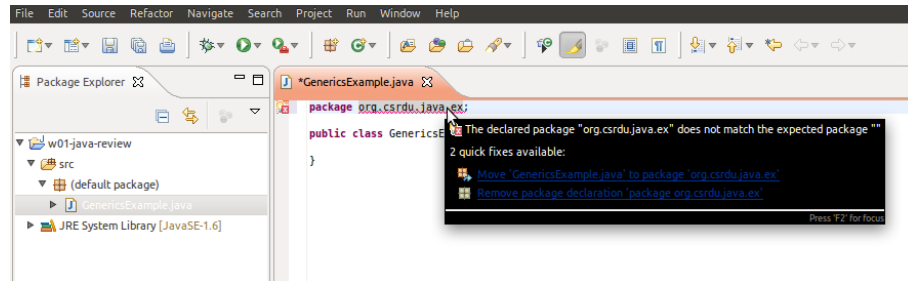 File Edit Source Refactor Navigate Search Project Run Window Help
Package Explorer
*GenericsExample.java
package org.csrdu.java.ex;
public class GenericsE
}
The declared package "org.csrdu.java.ex" does not match the expected package ""
2 quick fixes available:
Move 'GenericsExample.java' to package 'org.csrdu.java.ex'
Remove package declaration 'package org.csrdu.java.ex'
Press 'F2' for focus
w01-java-review
src
(default package)
GenericsExample.java
JRE System Library [JavaSE-1.6]